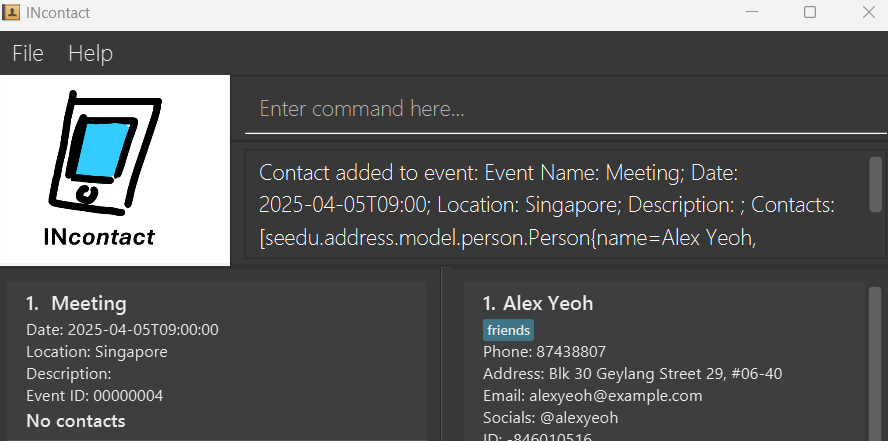 INcontact
File Help
INcontact
Enter command here...
Contact added to event: Event Name: Meeting; Date:
2025-04-05T09:00; Location: Singapore; Description: ; Contacts:
[seedu.address.model.person.Person{name=Alex Yeoh,
1. Meeting
Date: 2025-04-05T09:00:00
Location: Singapore
Description:
Event ID: 00000004
No contacts
1. Alex Yeoh
friends
Phone: 87438807
Address: Blk 30 Geylang Street 29, #06-40
Email: alexyeoh@example.com
Socials: @alexyeoh
ID: -846010516